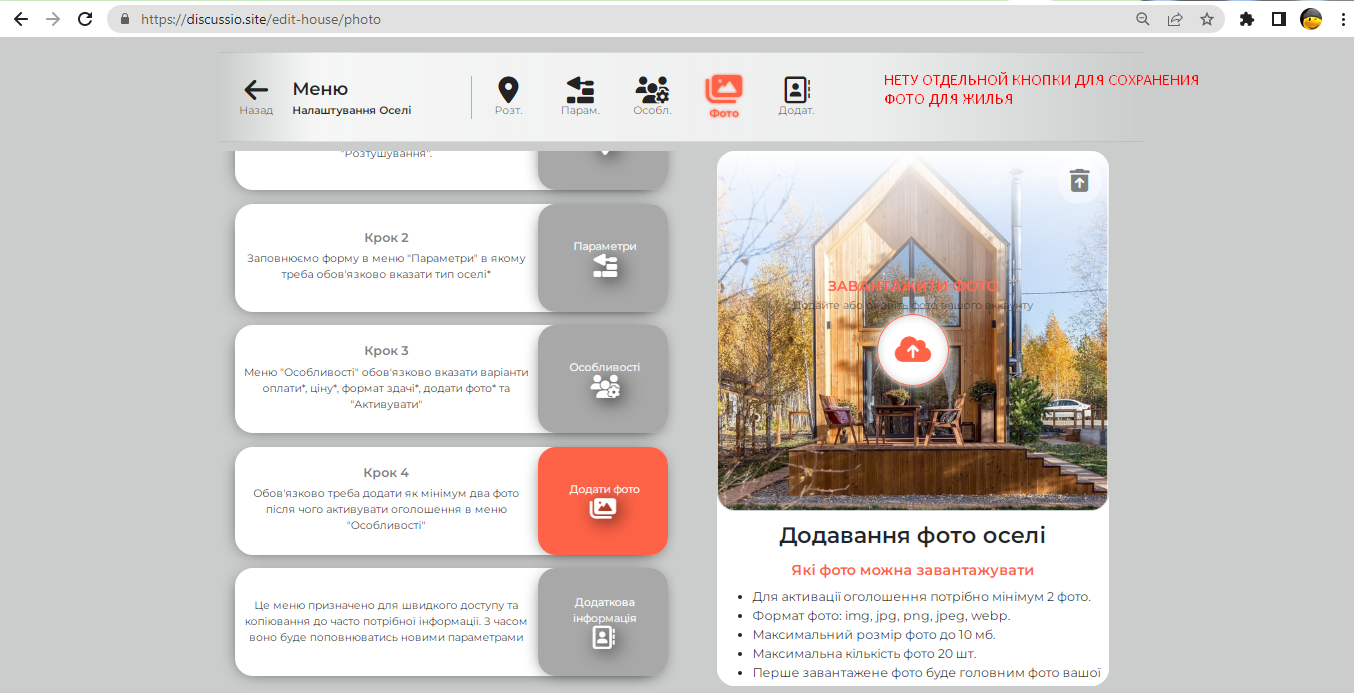 https://discussio.site/edit-house/photo
Назад
Меню
Налаштування Оселі
Розт.
Парам.
Особл.
Фото
Додат.
НЕТУ ОТДЕЛЬНОЙ КНОПКИ ДЛЯ СОХРАНЕНИЯ
ФОТО ДЛЯ ЖИЛЬЯ
"Розтушування".
Крок 2
Заповнюємо форму в меню "Параметри" в якому
треба обов'язково вказати тип оселі*
Параметри
Крок 3
Меню "Особливості" обов'язково вказати варіанти
оплати*, ціну*, формат здачі*, додати фото* та
"Активувати"
Особливості
Крок 4
Обов'язково треба додати як мінімум два фото
після чого активувати оголошення в меню
"Особливості"
Додати фото
Це меню призначено для швидкого доступу та
копіювання до часто потрібної інформації. З часом
воно буде поповнюватись новими параметрами
Додаткова
інформація
ЗАВАНТАЖИТИ ФОТО
Додайте або оновіть фото вашого аккаунту
Додавання фото оселі
Які фото можна завантажувати
Для активації оголошення потрібно мінімум 2 фото.
Формат фото: img, jpg, png, jpeg, webp.
Максимальний розмір фото до 10 мб.
Максимальна кількість фото 20 шт.
Перше завантажене фото буде головним фото вашої